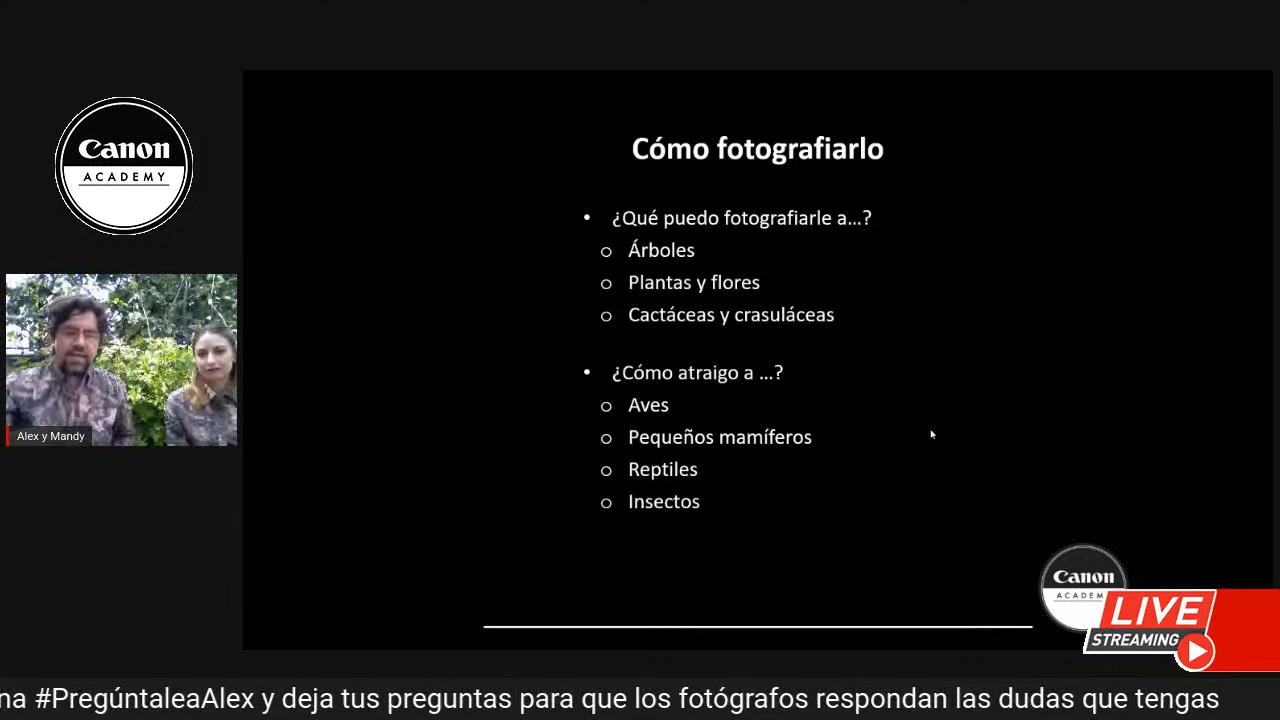 Canon
ACADEMY
Alex y Mandy
Cómo fotografiarlo
• ¿Qué puedo fotografiarle a...?
o Árboles
o Plantas y flores
o Cactáceas y crasuláceas
• ¿Cómo atraigo a ...?
o Aves
o Pequeños mamíferos
o Reptiles
o Insectos
Canon
ACADEM
LIVE
STREAMING
na #PregúntaleaAlex y deja tus preguntas para que los fotógrafos respondan las dudas que tengas